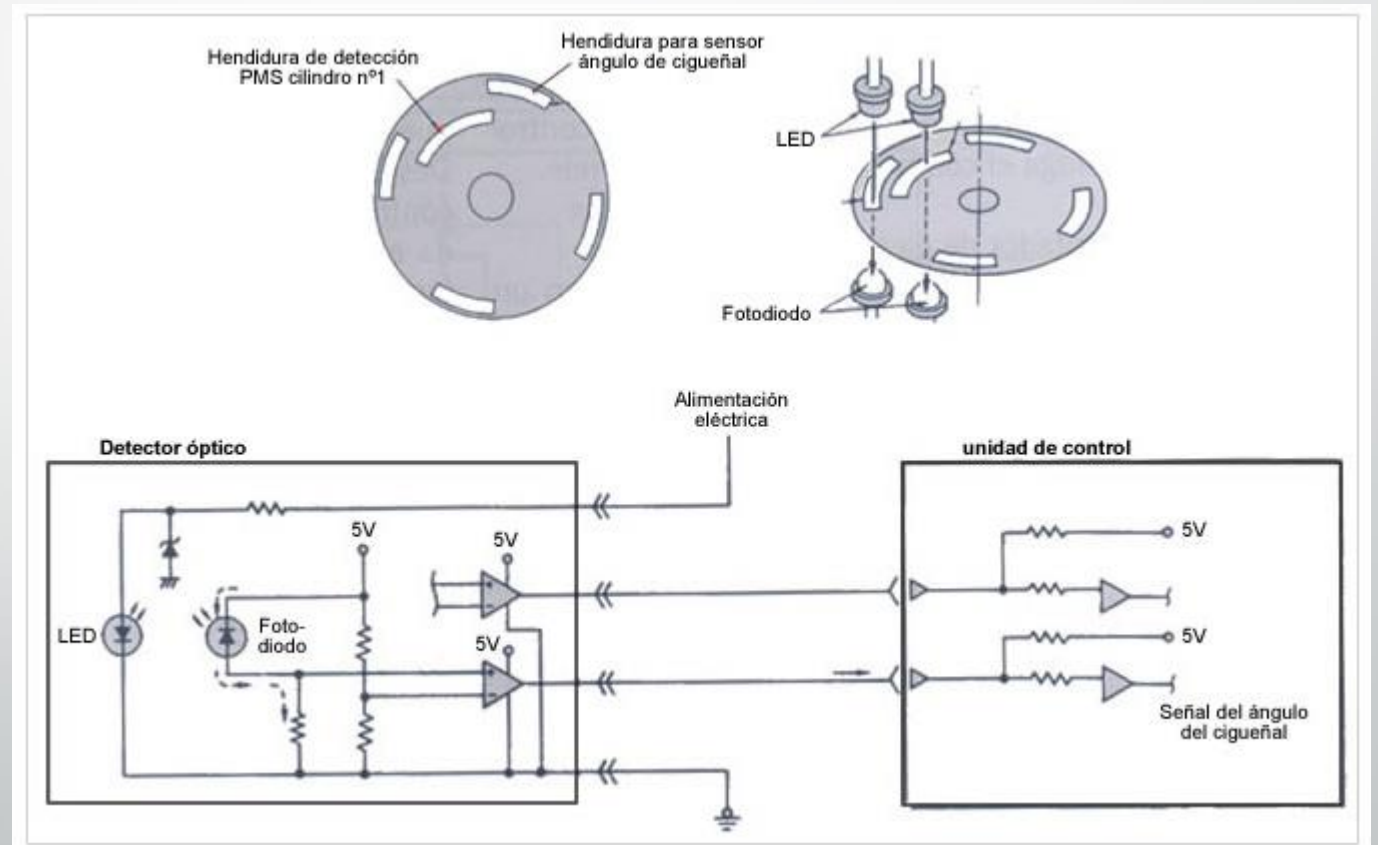 Hendidura de detección
PMS cilindro nº1
Hendidura para sensor
ángulo de cigueñal
LED
Fotodiodo
Alimentación
eléctrica
Detector óptico
unidad de control
5V
5V
5V
LED
Foto-
diodo
5V
5V
Señal del ángulo
del cigueñal